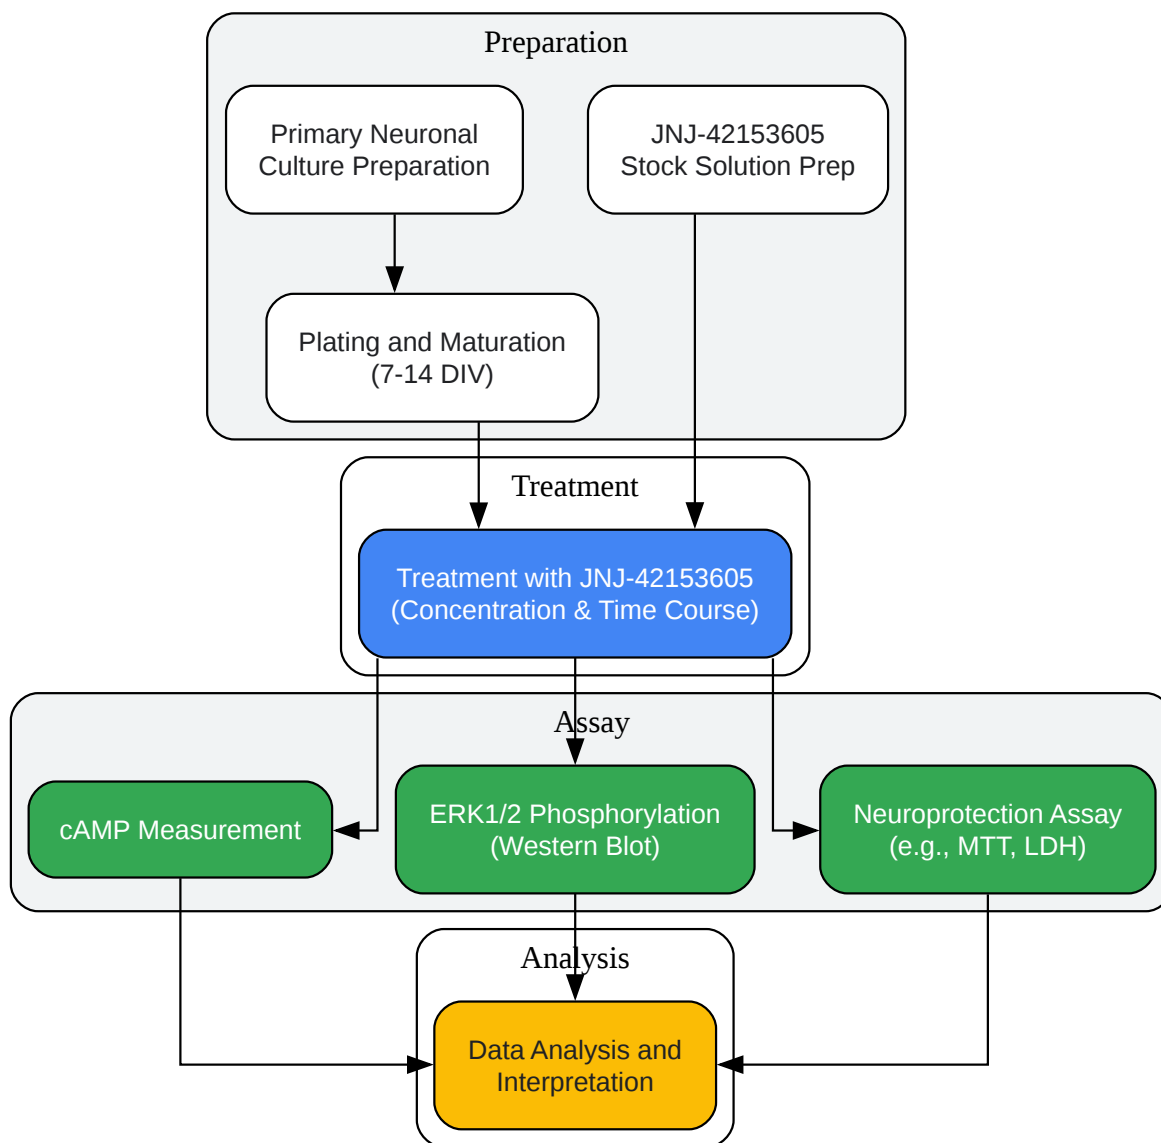 Preparation
Primary Neuronal
Culture Preparation
JNJ-42153605
Stock Solution Prep
Plating and Maturation
(7-14 DIV)
Treatment
Treatment with JNJ-42153605
(Concentration & Time Course)
Assay
cAMP Measurement
ERK1/2 Phosphorylation
(Western Blot)
Neuroprotection Assay
(e.g., MTT, LDH)
Analysis
Data Analysis and
Interpretation